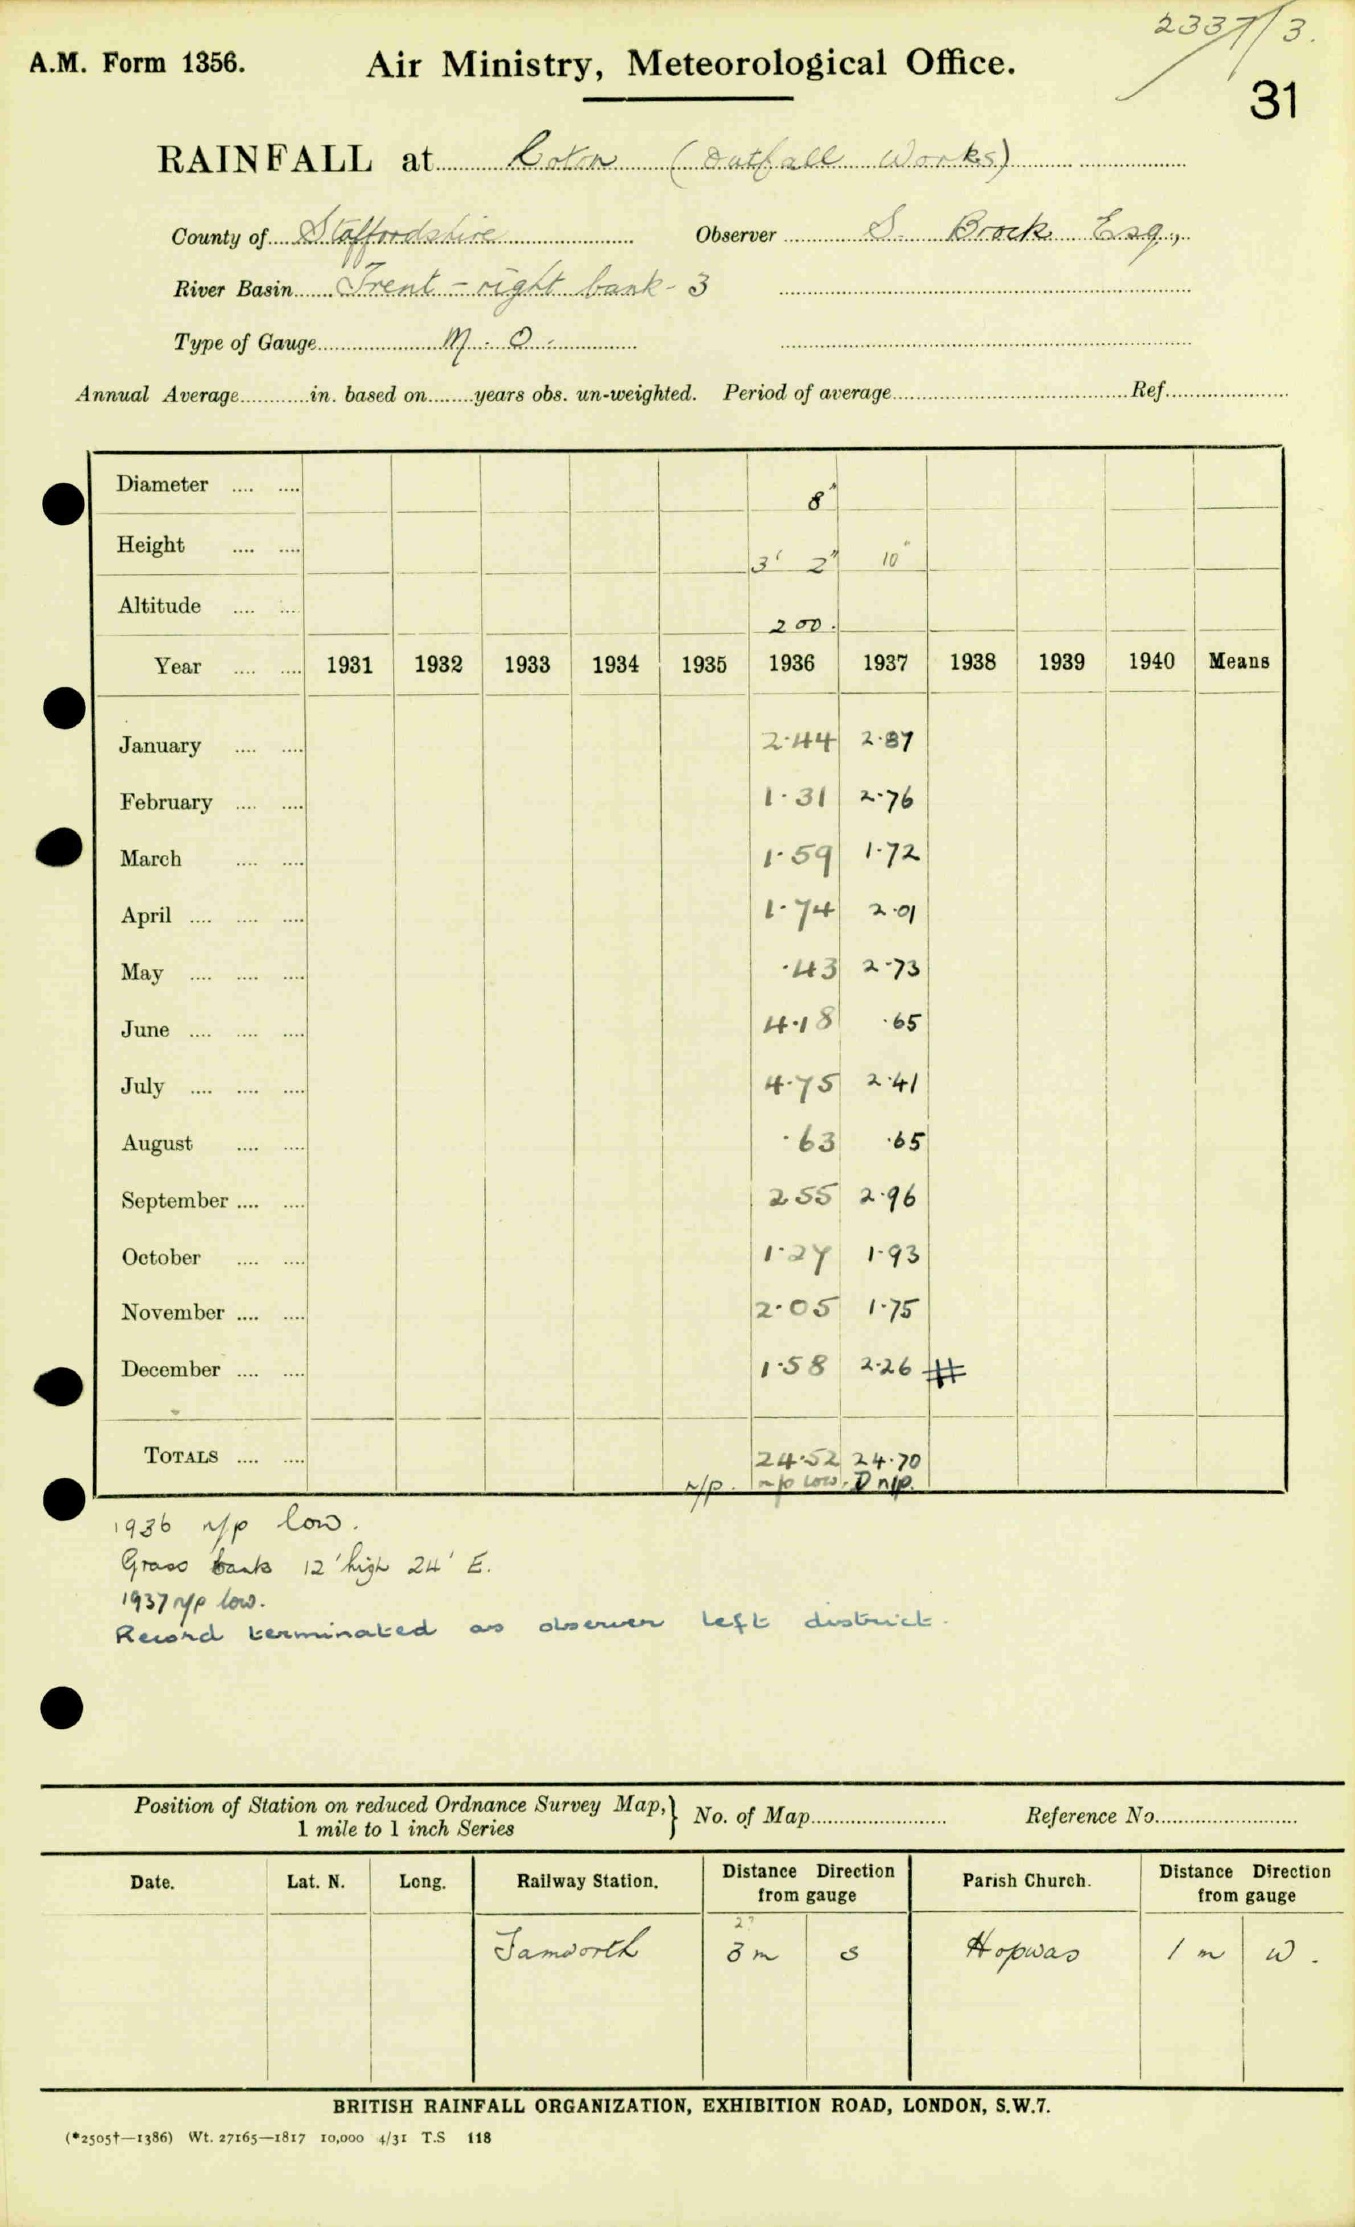 2337/3.
A.M. Form 1356. Air Ministry, Meteorological Office.
31
RAINFALL at Coton (Outfall Works)
County of Staffordshire Observer S. Brock Esq.,
River Basin Trent - right bank - 3
Type of Gauge M.O.
Annual Average in. based on years obs. un-weighted. Period of average Ref.
Diameter 8"
Height 3' 2" 10"
Altitude 200.
Year 1931 1932 1933 1934 1935 1936 1937 1938 1939 1940 Means
January 2.44 2.87
February 1.31 2.76
March 1.59 1.72
April 1.74 2.01
May .43 2.73
June 4.18 .65
July 4.75 2.41
August .63 .65
September 2.55 2.96
October 1.27 1.93
November 2.05 1.75
December 1.58 2.26 #
TOTALS 24.52 24.70
n/p. n/p low. D n/p.
1936 n/p low.
Grass bank 12' high 24' E.
1937 n/p low.
Record terminated as observer left district.
Position of Station on reduced Ordnance Survey Map,} No. of Map Reference No.
1 mile to 1 inch Series
Date. Lat. N. Long. Railway Station. Distance Direction from gauge Parish Church. Distance Direction from gauge
2?
Tamworth 3 m S Hopwas 1 m W.
BRITISH RAINFALL ORGANIZATION, EXHIBITION ROAD, LONDON, S.W.7.
(*2505†—1386) Wt. 27165—1817 10,000 4/31 T.S 118